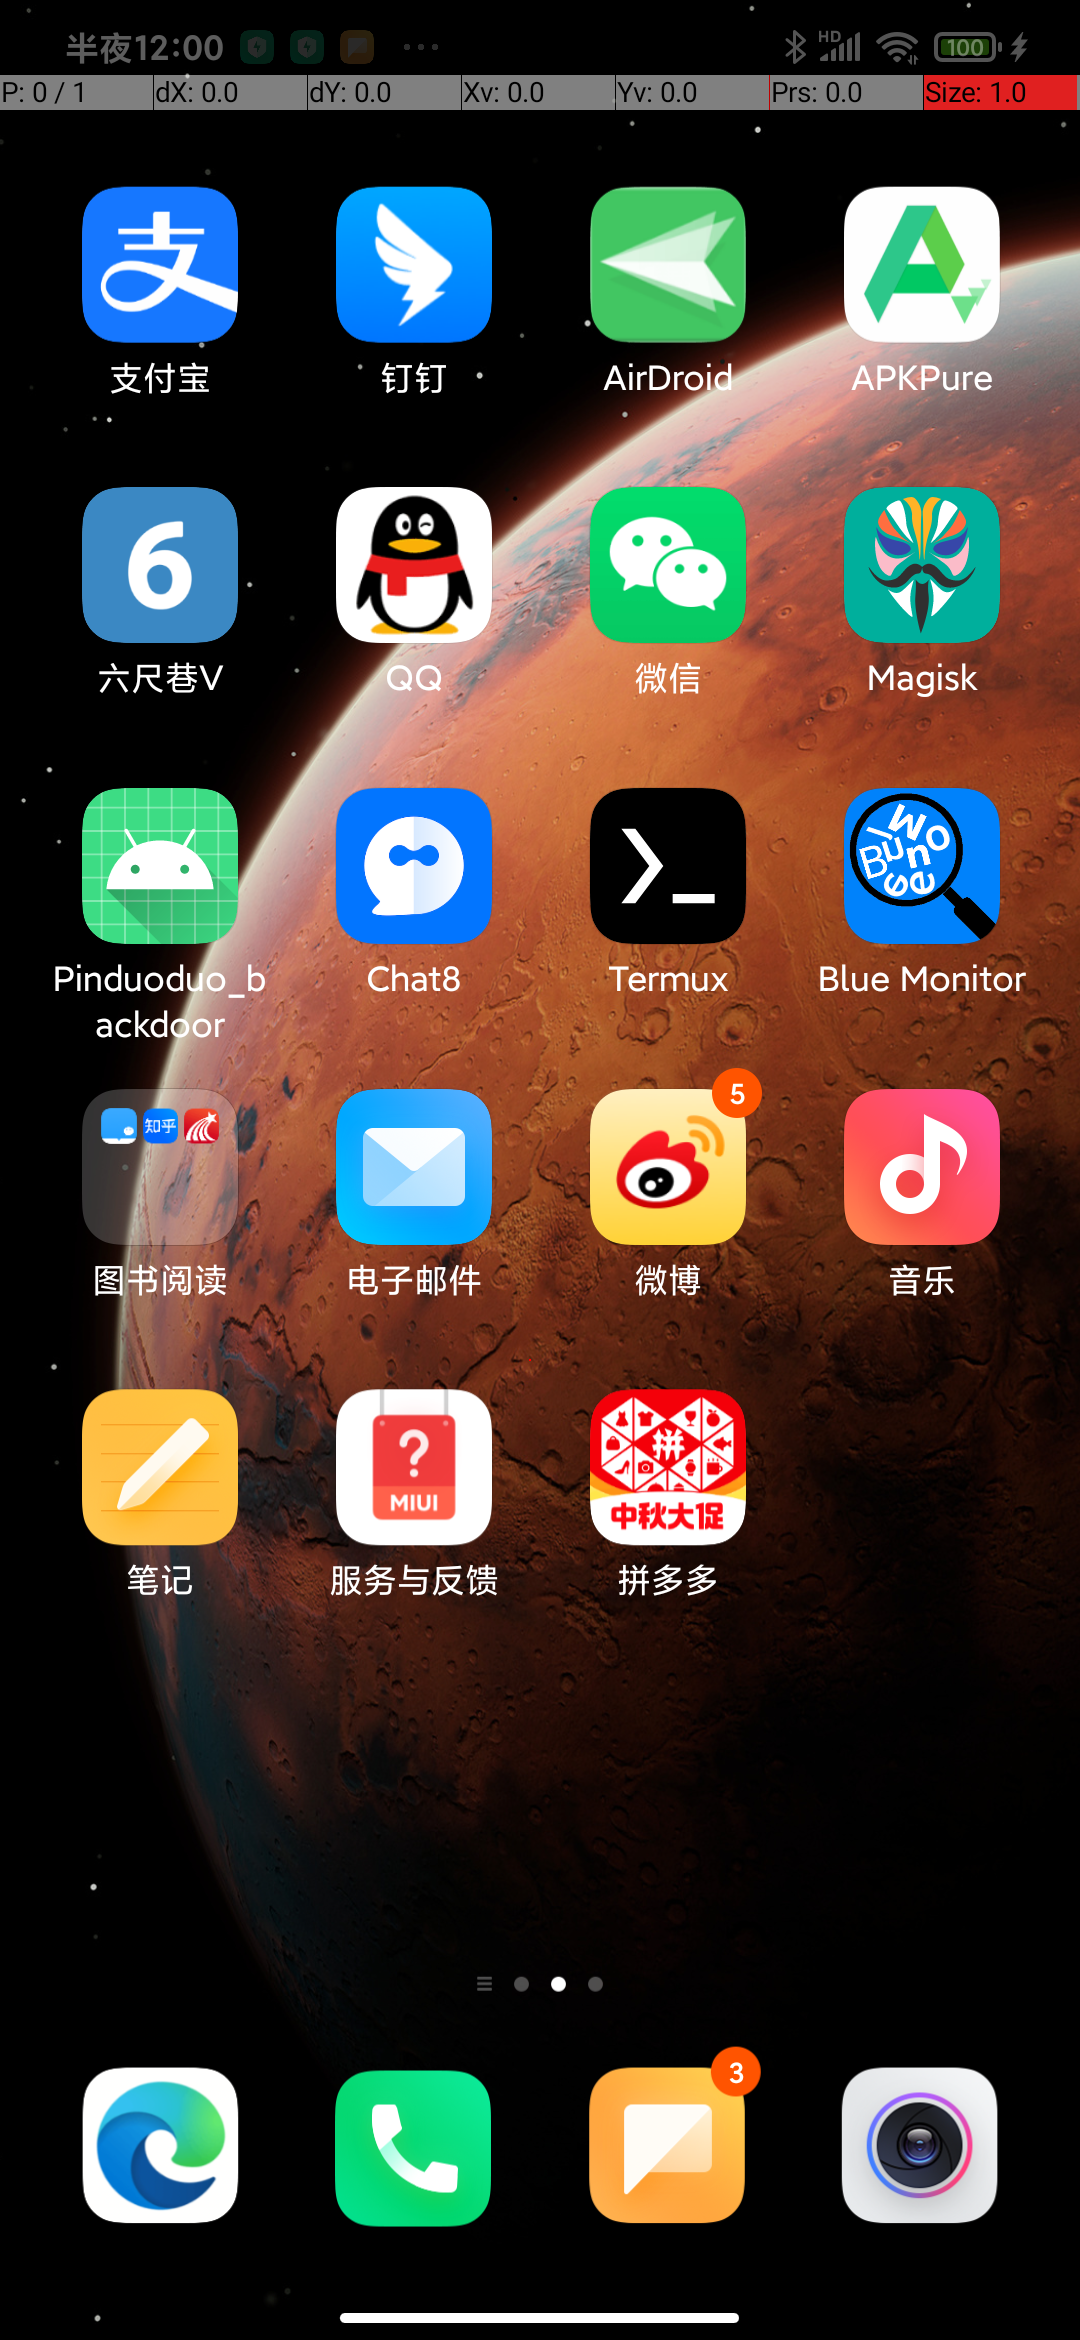 半夜12:00
HD
100
P: 0 / 1
dX: 0.0
dY: 0.0
Xv: 0.0
Yv: 0.0
Prs: 0.0
Size: 1.0
支
支付宝
钉钉
AirDroid
APKPure
6
六尺巷V
QQ
微信
Magisk
Pinduoduo_b
ackdoor
Chat8
Termux
Blue Monitor
知乎
图书阅读
电子邮件
5
微博
音乐
笔记
?
MIUI
服务与反馈
拼
中秋大促
拼多多
3